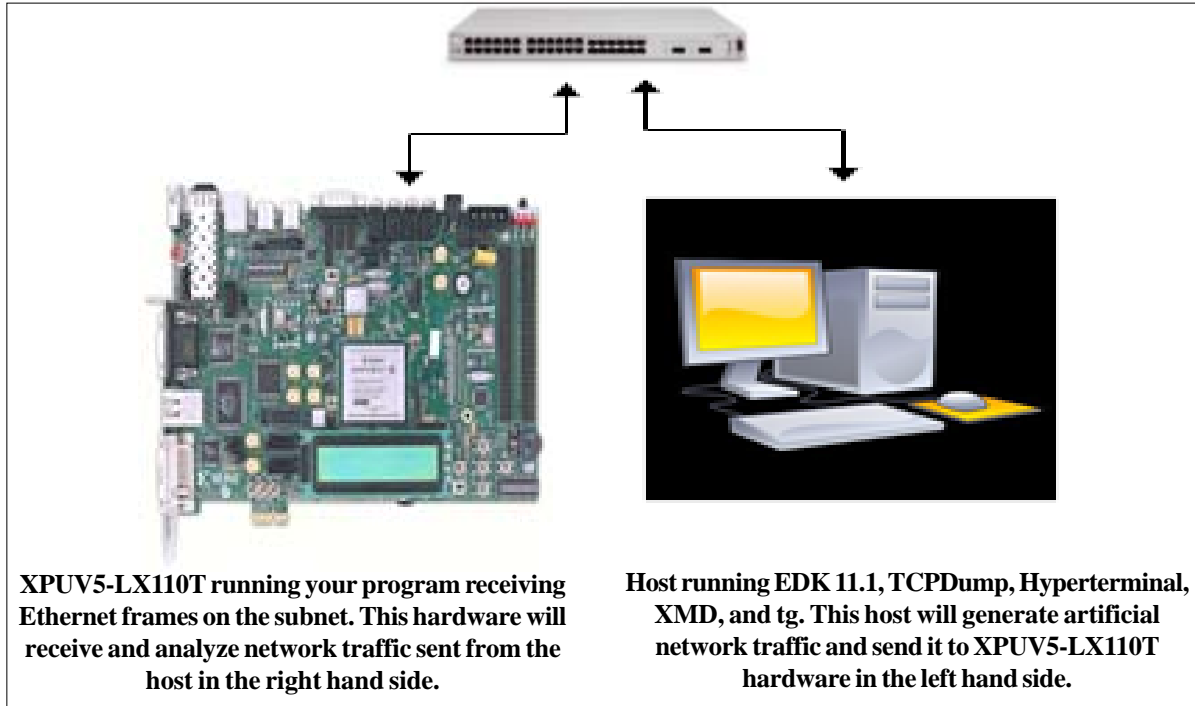 XPUV5-LX110T running your program receiving
Ethernet frames on the subnet. This hardware will
receive and analyze network traffic sent from the
host in the right hand side.
Host running EDK 11.1, TCPDump, Hyperterminal,
XMD, and tg. This host will generate artificial
network traffic and send it to XPUV5-LX110T
hardware in the left hand side.